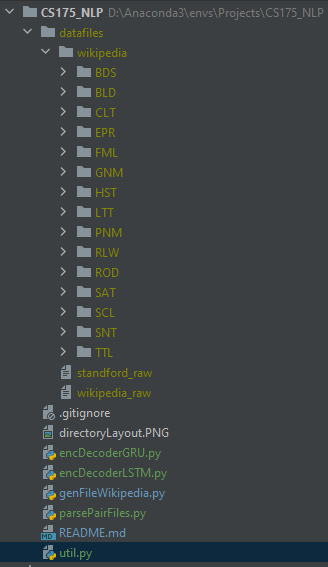 CS175_NLP D:\Anaconda3\envs\Projects\CS175_NLP
datafiles
wikipedia
BDS
BLD
CLT
EPR
FML
GNM
HST
LTT
PNM
RLW
ROD
SAT
SCL
SNT
TTL
standford_raw
wikipedia_raw
.gitignore
directoryLayout.PNG
encDecoderGRU.py
encDecoderLSTM.py
genFileWikipedia.py
parsePairFiles.py
MD README.md
util.py